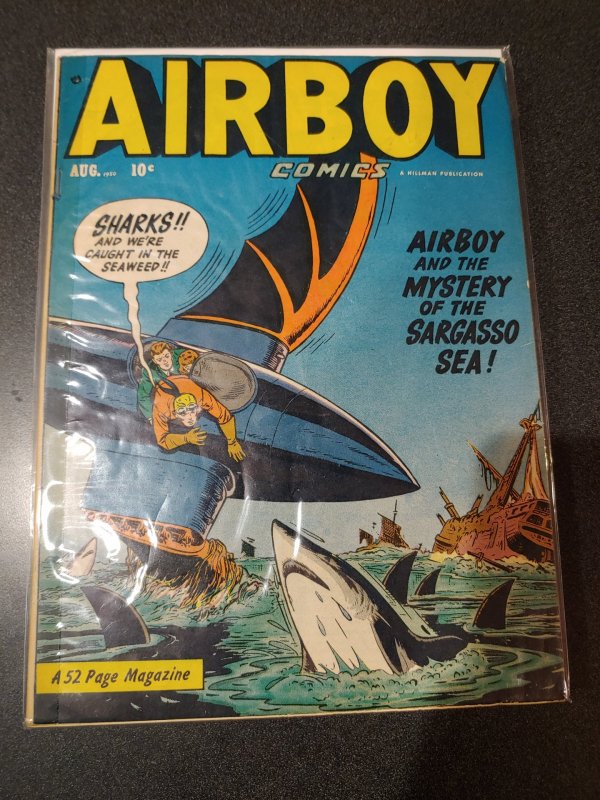 AIRBOY
COMICS
AUG. 1950 10¢
A HILLMAN PUBLICATION
SHARKS!!
AND WE'RE
CAUGHT IN THE
SEAWEED!!
AIRBOY
AND THE
MYSTERY
OF THE
SARGASSO
SEA!
A 52 Page Magazine